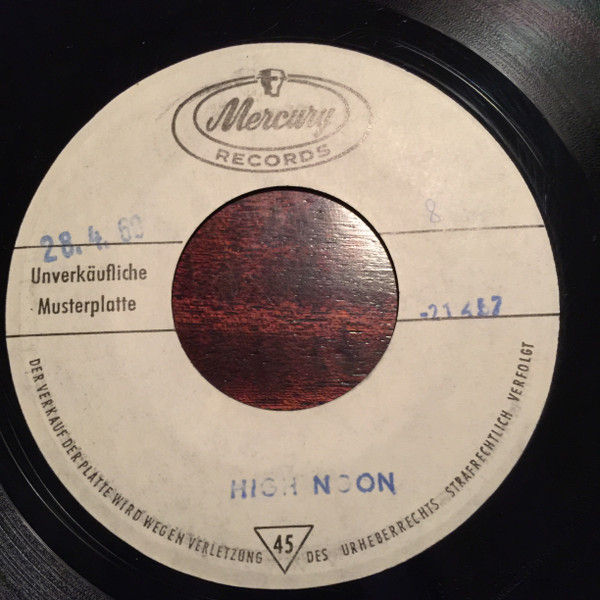 Mercury
RECORDS
28.4.60
Unverkäufliche
Musterplatte
8
HIGH NOON
DER VERKAUF DER PLATTE WIRD WEGEN VERLETZUNG DES URHEBERRECHTS STRAFRECHTLICH VERFOLGT
45